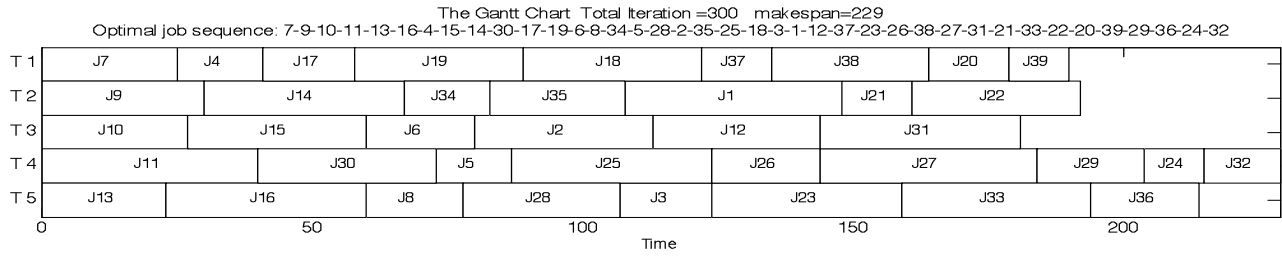 The Gantt Chart Total Iteration =300 makespan=229
Optimal job sequence: 7-9-10-11-13-16-4-15-14-30-17-19-6-8-34-5-28-2-35-25-18-3-1-12-37-23-26-38-27-31-21-33-22-20-39-29-36-24-32
T 1 J7 J4 J17 J19 J18 J37 J38 J20 J39
T 2 J9 J14 J34 J35 J1 J21 J22
T 3 J10 J15 J6 J2 J12 J31
T 4 J11 J30 J5 J25 J26 J27 J29 J24 J32
T 5 J13 J16 J8 J28 J3 J23 J33 J36
0 50 100 150 200
Time